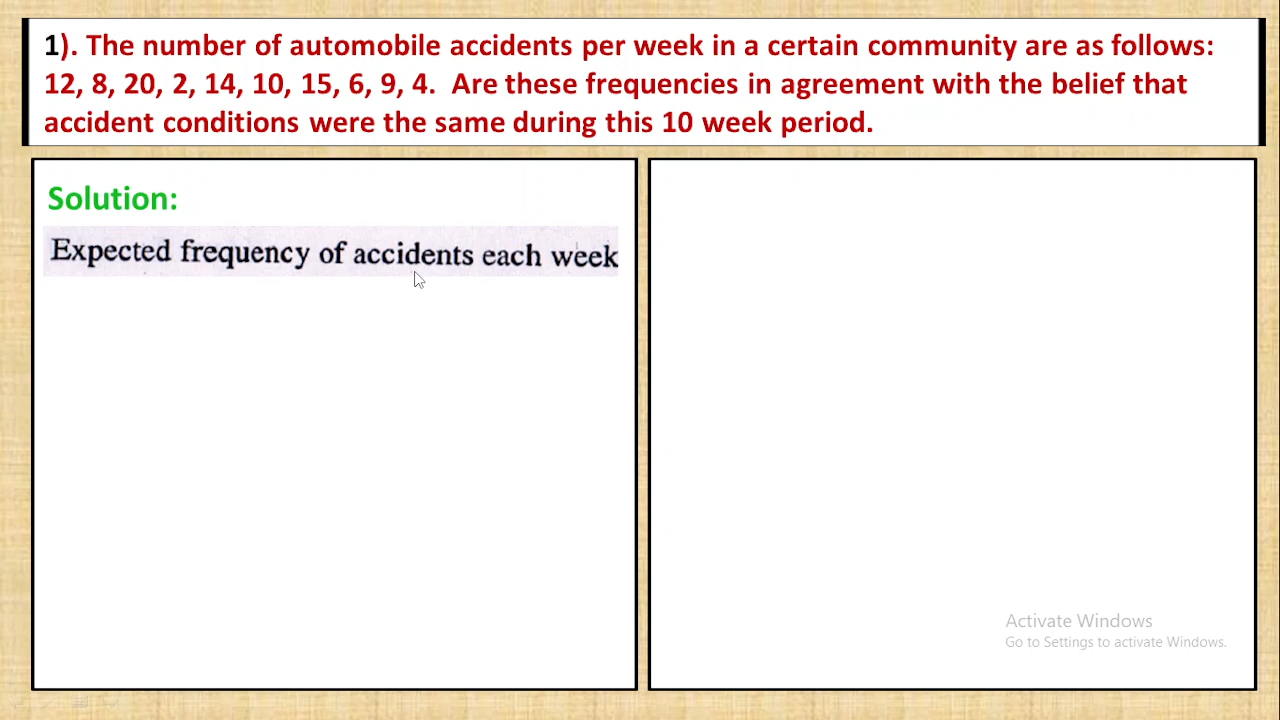 1). The number of automobile accidents per week in a certain community are as follows:
12, 8, 20, 2, 14, 10, 15, 6, 9, 4. Are these frequencies in agreement with the belief that
accident conditions were the same during this 10 week period.
Solution:
Expected frequency of accidents each week
Activate Windows
Go to Settings to activate Windows.